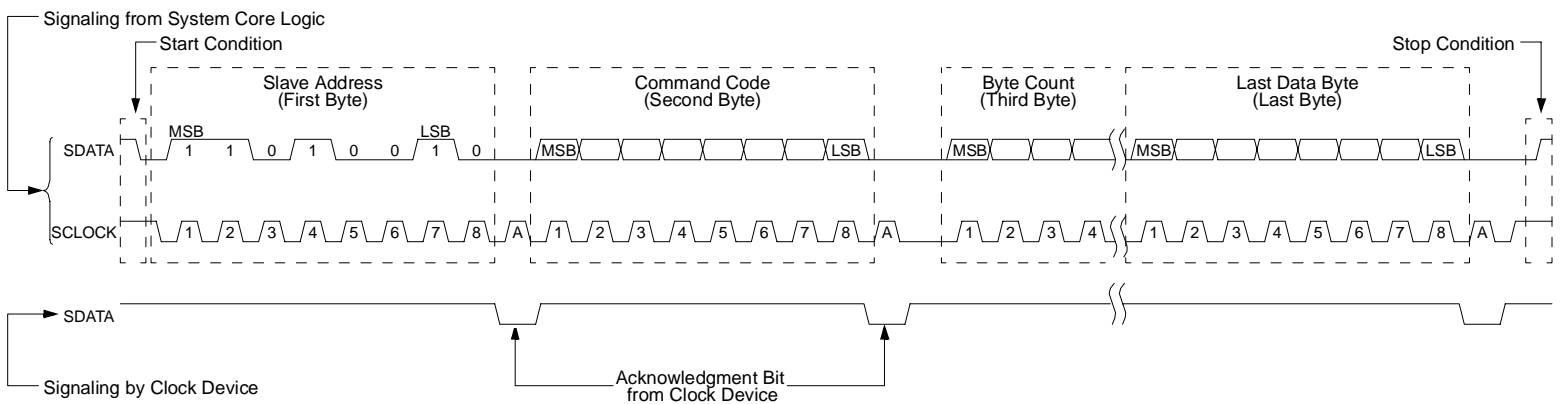 Signaling from System Core Logic
Start Condition
Stop Condition
Slave Address
(First Byte)
Command Code
(Second Byte)
Byte Count
(Third Byte)
Last Data Byte
(Last Byte)
MSB
LSB
SDATA
1 1 0 1 0 0 1 0
MSB
LSB
MSB
MSB
LSB
SCLOCK
1 2 3 4 5 6 7 8 A 1 2 3 4 5 6 7 8 A 1 2 3 4 1 2 3 4 5 6 7 8 A
SDATA
Signaling by Clock Device
Acknowledgment Bit
from Clock Device